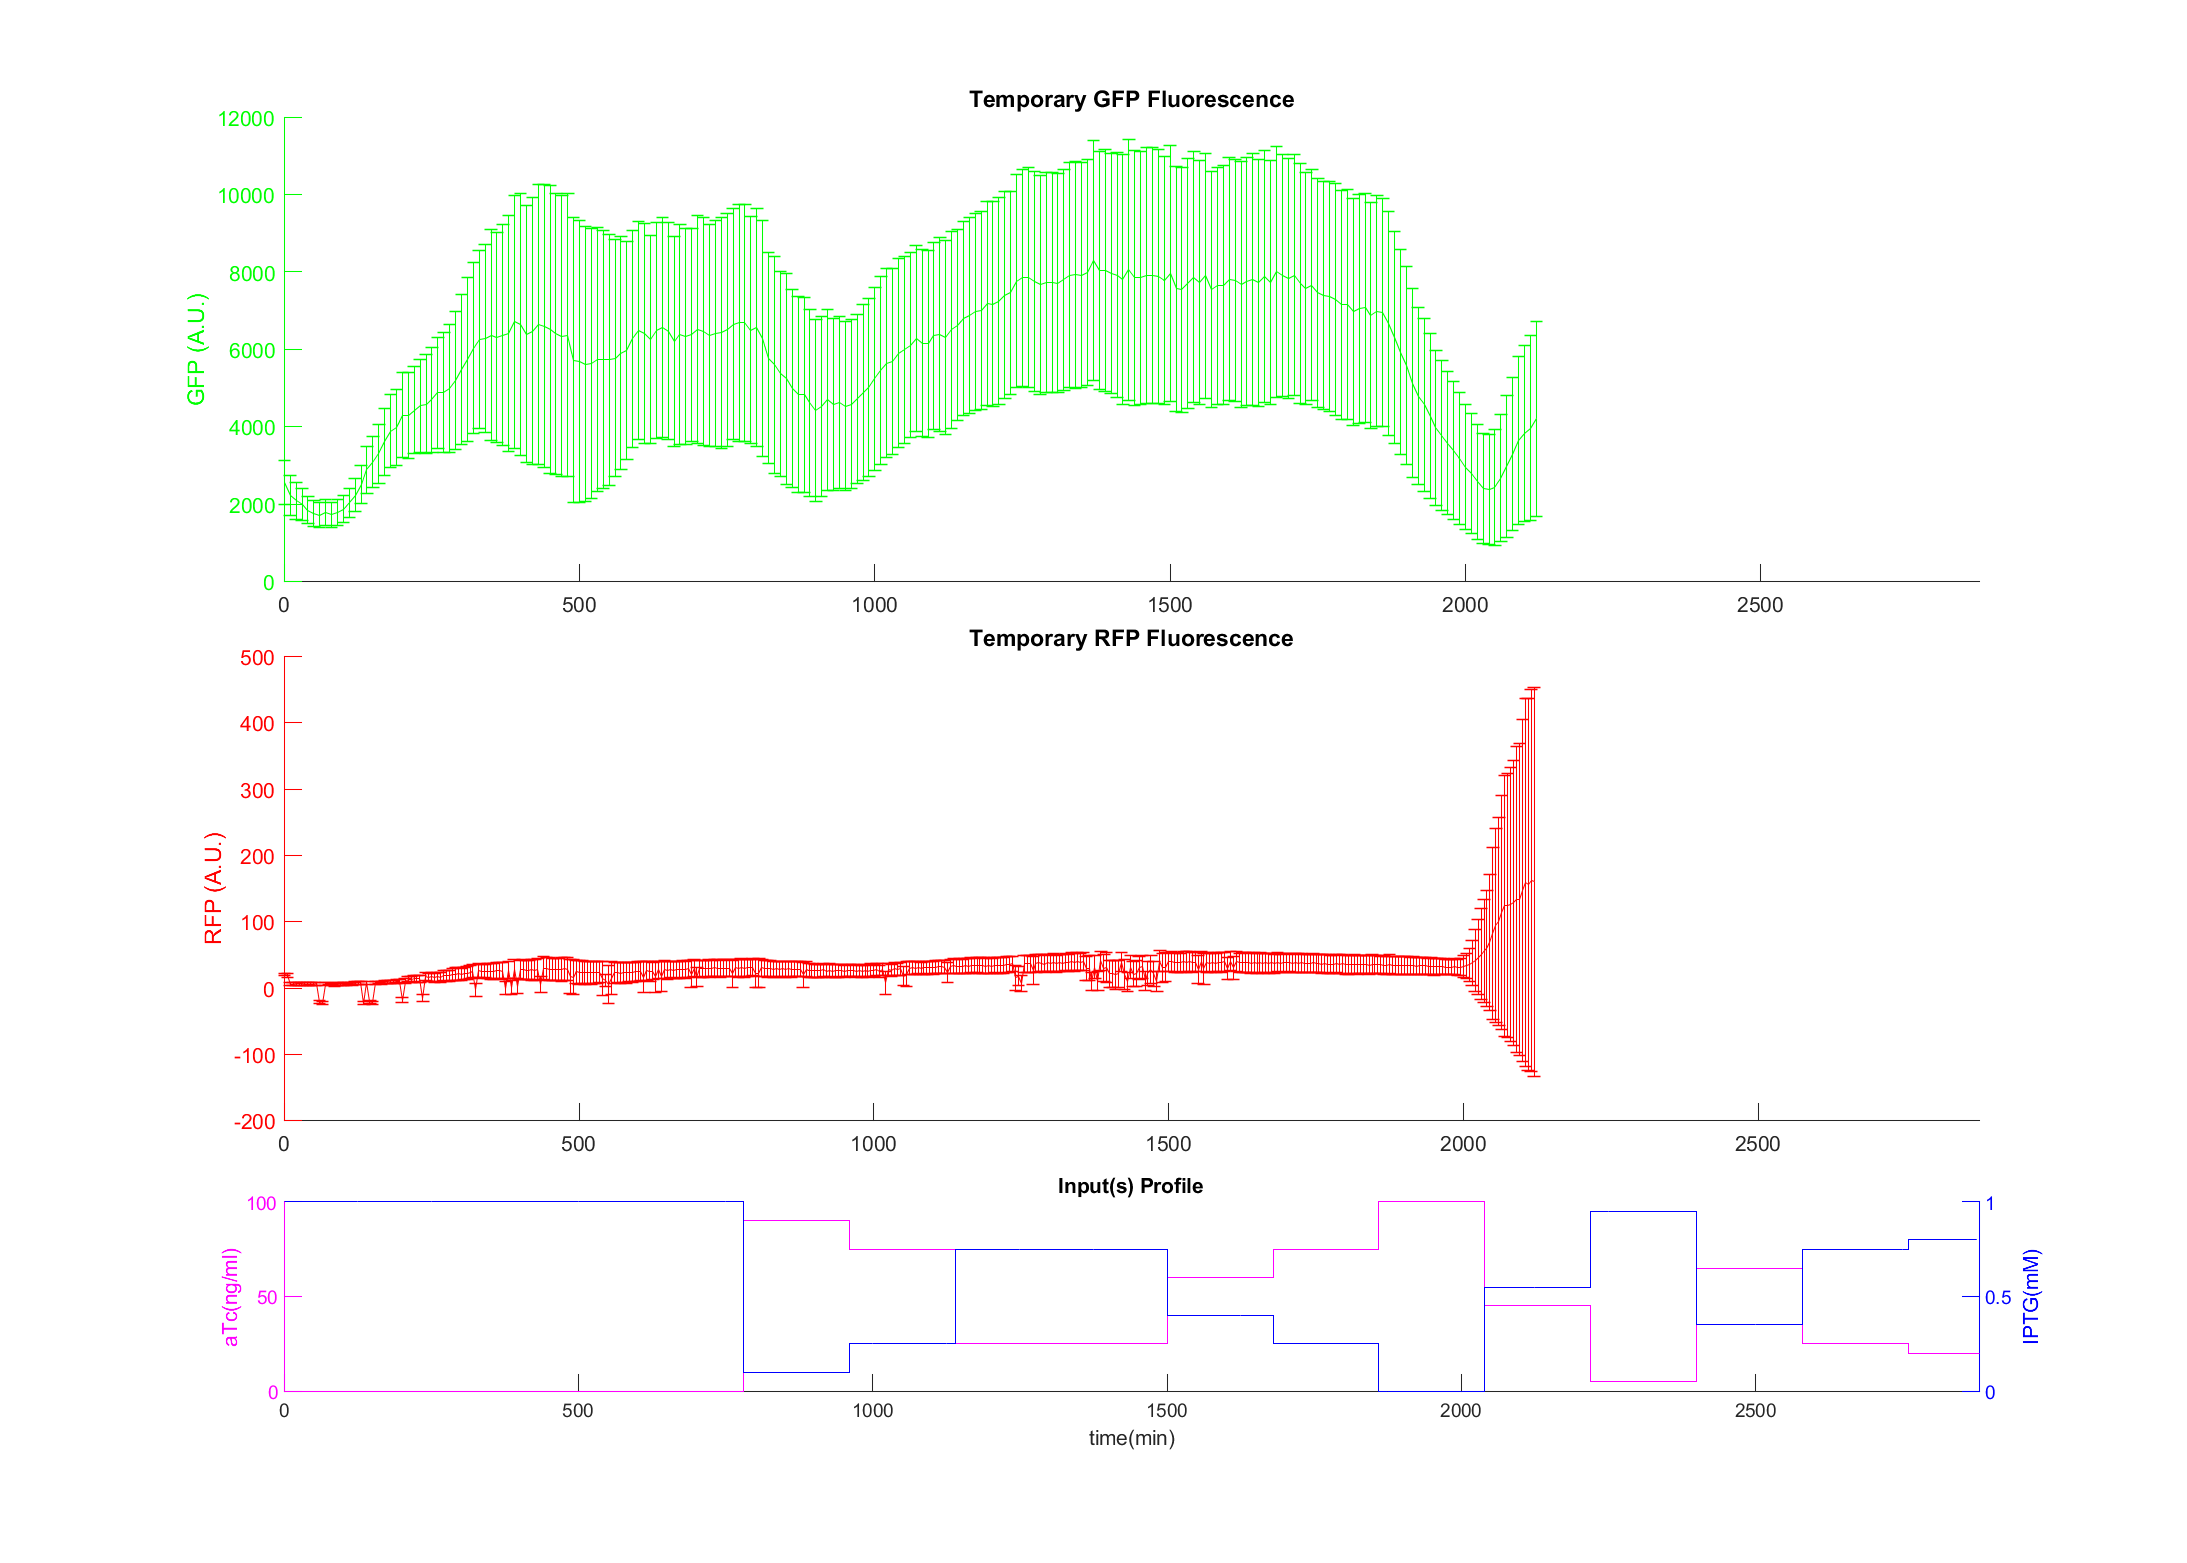 Temporary GFP Fluorescence
12000
10000
8000
6000
4000
2000
0
GFP (A.U.)
0 500 1000 1500 2000 2500
Temporary RFP Fluorescence
500
400
300
200
100
0
-100
-200
RFP (A.U.)
0 500 1000 1500 2000 2500
Input(s) Profile
100
50
0
aTc(ng/ml)
1
0.5
0
IPTG(mM)
0 500 1000 1500 2000 2500
time(min)